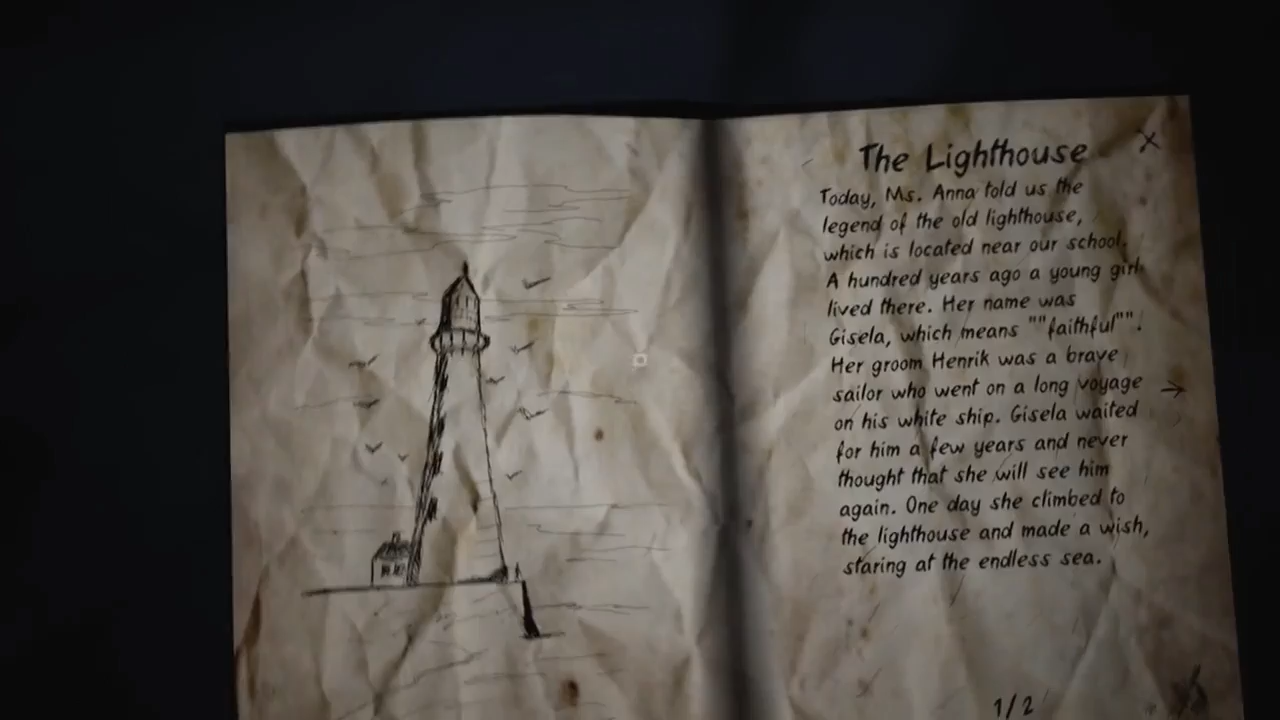 The Lighthouse
Today, Ms. Anna told us the
legend of the old lighthouse,
which is located near our school.
A hundred years ago a young girl
lived there. Her name was
Gisela, which means ""faithful"".
Her groom Henrik was a brave
sailor who went on a long voyage
on his white ship. Gisela waited
for him a few years and never
thought that she will see him
again. One day she climbed to
the lighthouse and made a wish,
staring at the endless sea.
1/2